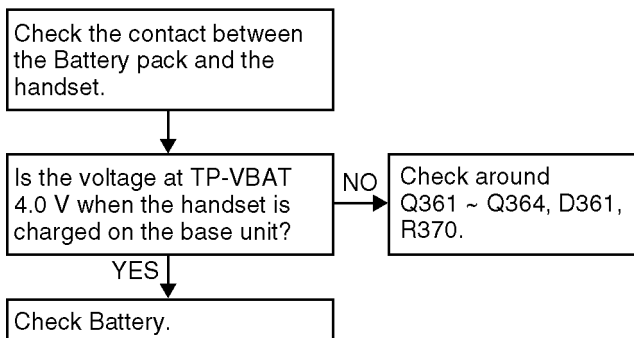 Check the contact between
the Battery pack and the
handset.
Is the voltage at TP-VBAT
4.0 V when the handset is
charged on the base unit?
NO
Check around
Q361 ~ Q364, D361,
R370.
YES
Check Battery.